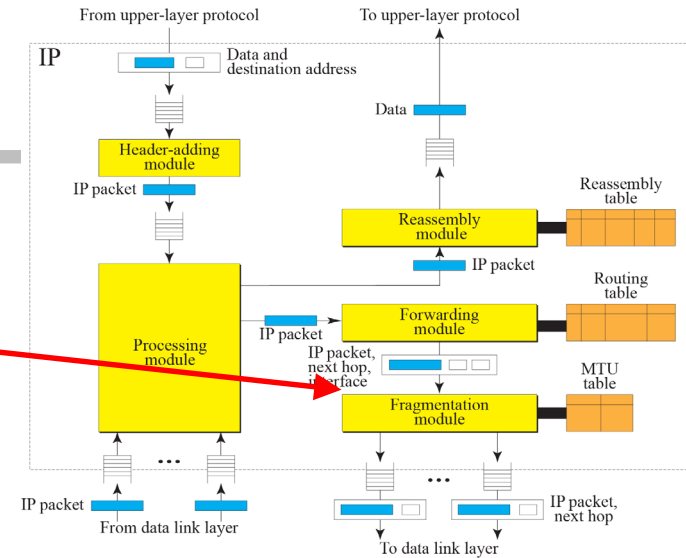 From upper-layer protocol
To upper-layer protocol
IP
Data and
destination address
Data
Header-adding
module
IP packet
Reassembly
table
Reassembly
module
IP packet
Routing
table
Forwarding
module
IP packet
Processing
module
IP packet,
next hop,
interface
MTU
table
Fragmentation
module
...
...
IP packet
From data link layer
IP packet,
next hop
To data link layer